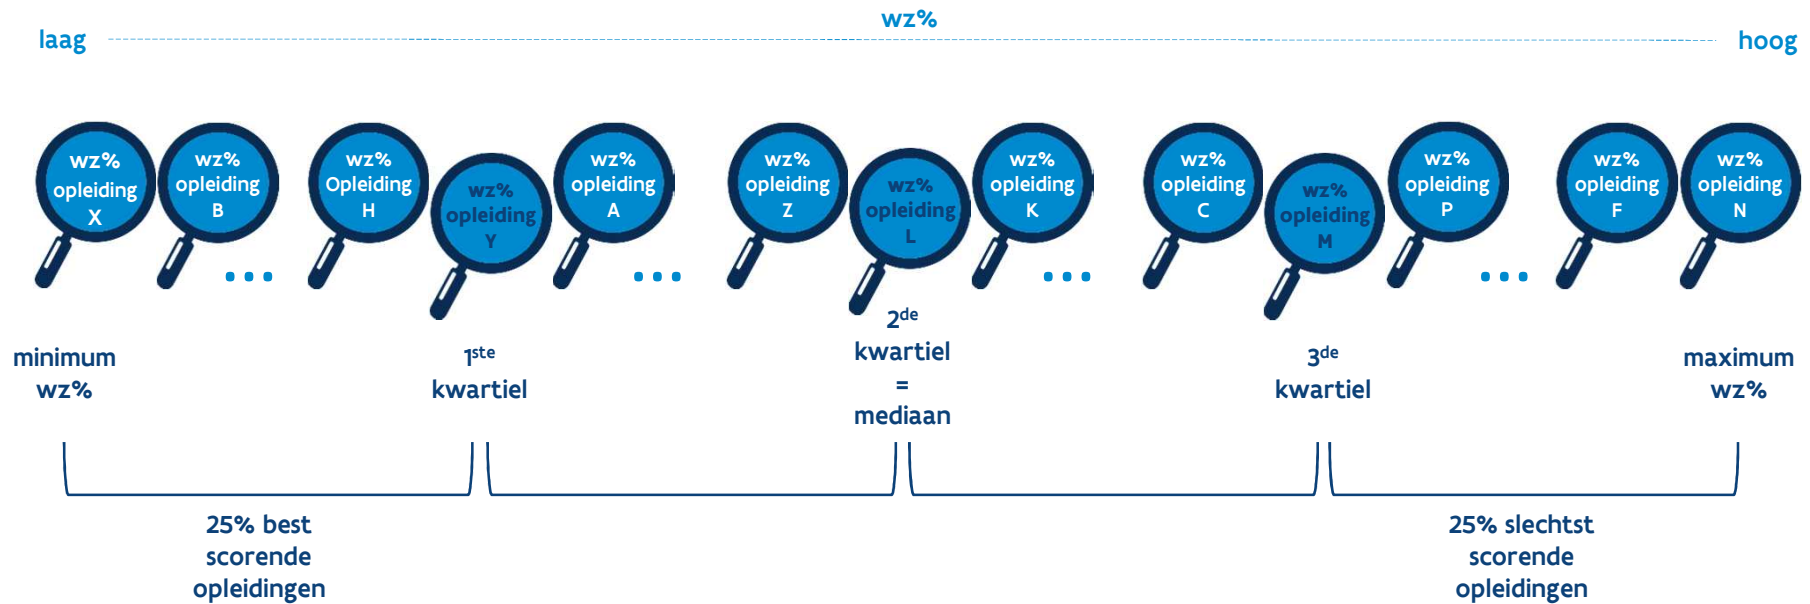 wz%
laag
hoog
wz%
opleiding
X
wz%
opleiding
B
...
wz%
Opleiding
H
wz%
opleiding
Y
wz%
opleiding
A
...
wz%
opleiding
Z
wz%
opleiding
L
wz%
opleiding
K
...
wz%
opleiding
C
wz%
opleiding
M
wz%
opleiding
P
...
wz%
opleiding
F
wz%
opleiding
N
minimum
wz%
1ste
kwartiel
2de
kwartiel
=
mediaan
3de
kwartiel
maximum
wz%
25% best
scorende
opleidingen
25% slechtst
scorende
opleidingen